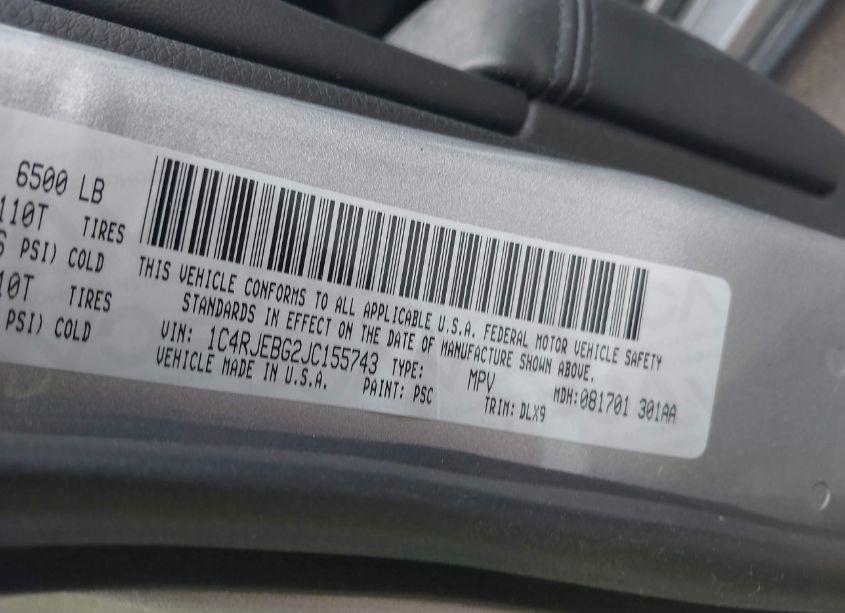 6500 LB
110T TIRES
PSI) COLD
10T TIRES
PSI) COLD
THIS VEHICLE CONFORMS TO ALL APPLICABLE U.S.A. FEDERAL MOTOR VEHICLE SAFETY
STANDARDS IN EFFECT ON THE DATE OF MANUFACTURE SHOWN ABOVE.
VIN: 1C4RJEBG2JC155743 TYPE: MPV MDH:081701 301AA
VEHICLE MADE IN U.S.A. PAINT: PSC TRIM: DLX9